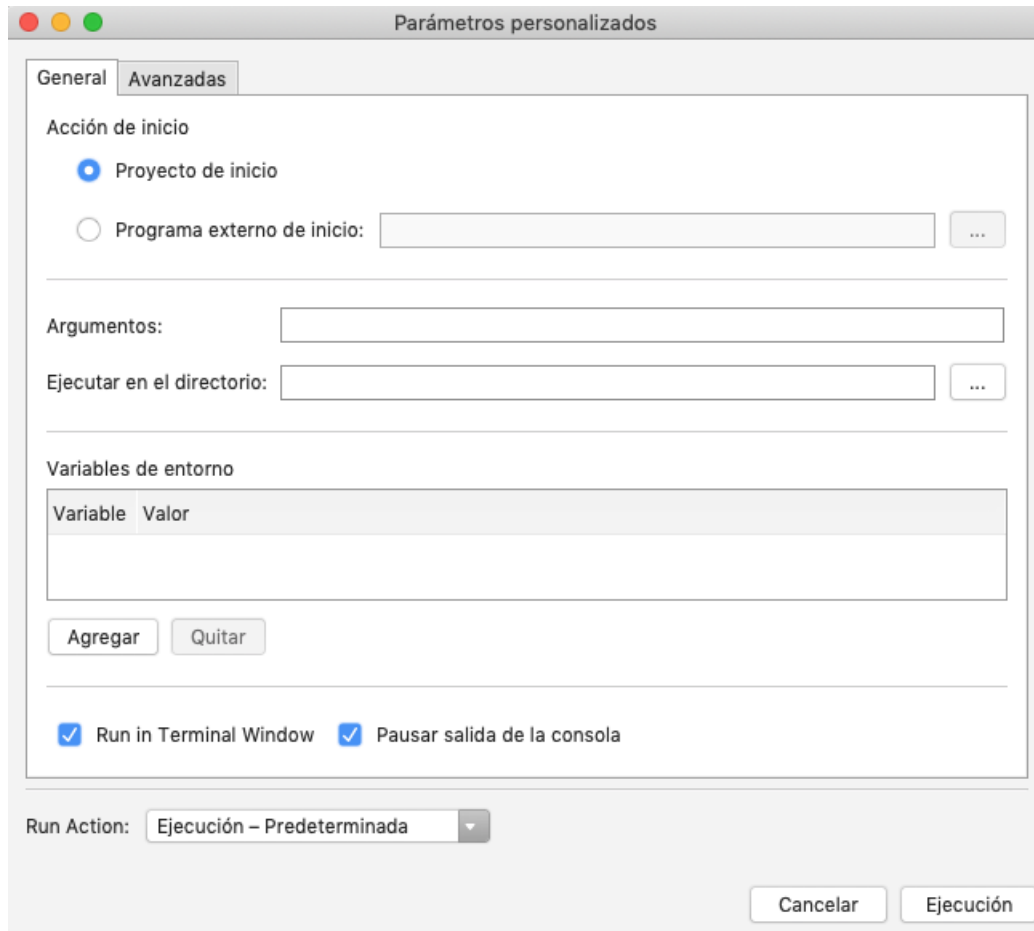 Parámetros personalizados
General Avanzadas
Acción de inicio
Proyecto de inicio
Programa externo de inicio: ...
Argumentos:
Ejecutar en el directorio: ...
Variables de entorno
Variable Valor
Agregar Quitar
Run in Terminal Window Pausar salida de la consola
Run Action: Ejecución – Predeterminada
Cancelar Ejecución